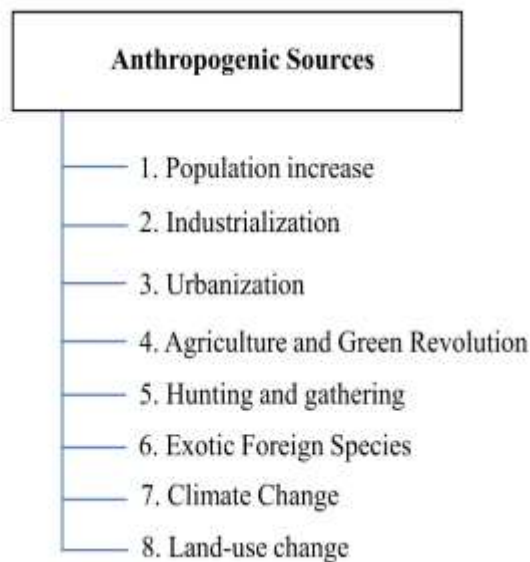 Anthropogenic Sources
1. Population increase
2. Industrialization
3. Urbanization
4. Agriculture and Green Revolution
5. Hunting and gathering
6. Exotic Foreign Species
7. Climate Change
8. Land-use change